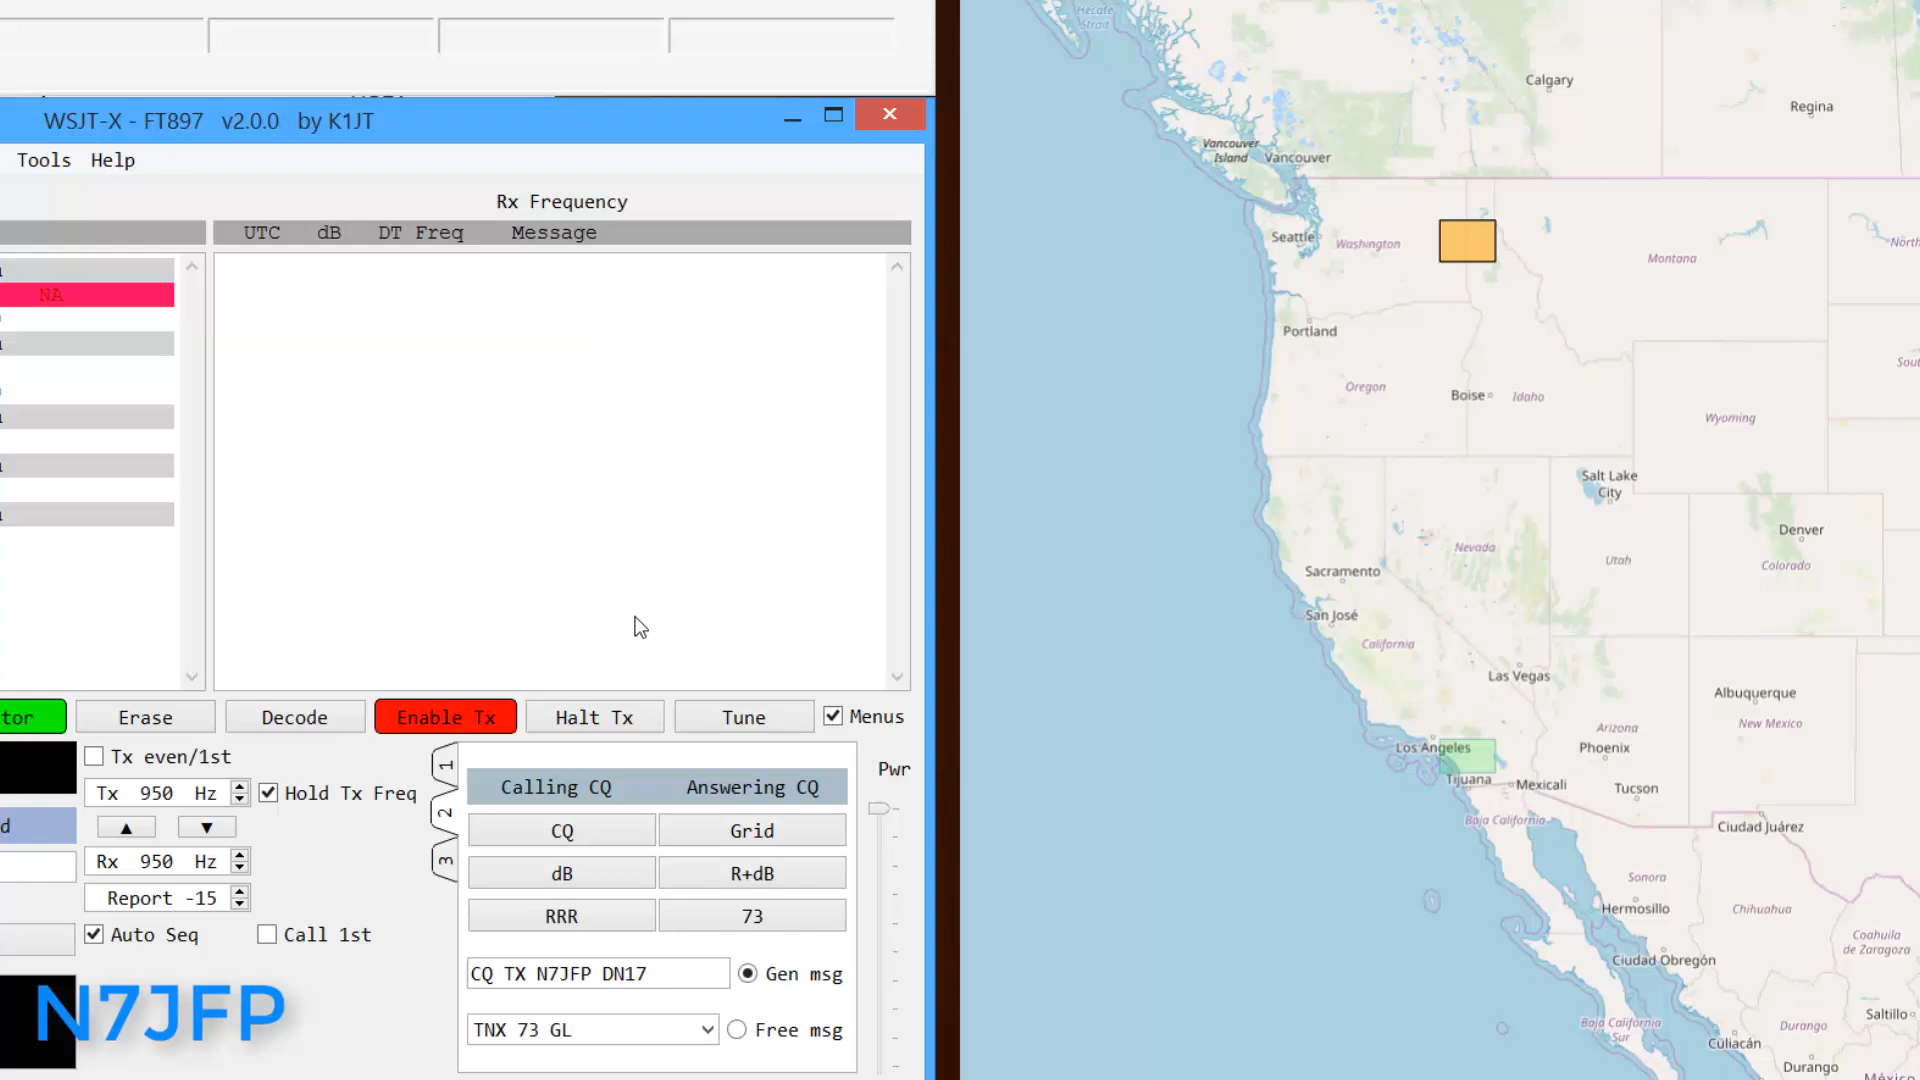 WSJT-X - FT897 v2.0.0 by K1JT
Tools Help
Rx Frequency
UTC dB DT Freq Message
NA
tor
Erase
Decode
Enable Tx
Halt Tx
Tune
Menus
Tx even/1st
Tx 950 Hz
Hold Tx Freq
Rx 950 Hz
Report -15
Auto Seq
Call 1st
1
2
3
Calling CQ
Answering CQ
Pwr
CQ
Grid
dB
R+dB
RRR
73
CQ TX N7JFP DN17
Gen msg
TNX 73 GL
Free msg
d
N7JFP
Hecate
Strait
Calgary
Regina
Vancouver
Island
Vancouver
Seattle
Washington
Montana
North
Portland
Oregon
Boise
Idaho
Sout
Wyoming
Salt Lake
City
Denver
Nevada
Utah
Colorado
Sacramento
San José
California
Las Vegas
Albuquerque
New Mexico
Arizona
Los Angeles
Phoenix
Tijuana
Mexicali
Tucson
Baja California
Ciudad Juárez
Sonora
Hermosillo
Chihuahua
Coahuila
de Zaragoza
Ciudad Obregón
Saltillo
Baja California
Sur
Durango
Culiacán
Durango
México